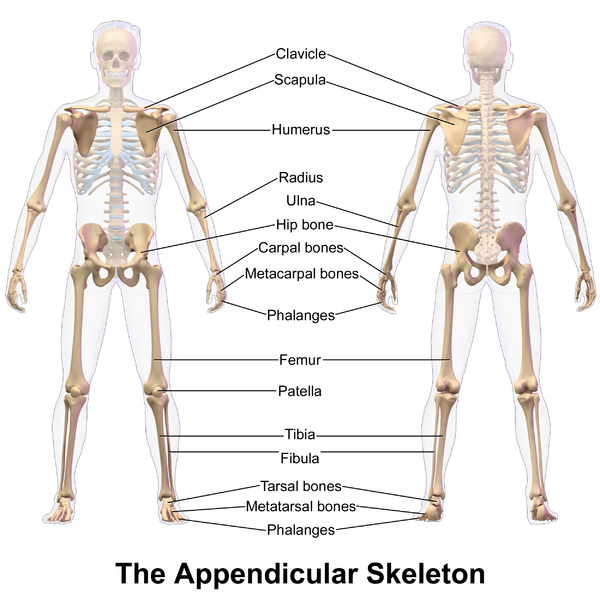 Clavicle
Scapula
Humerus
Radius
Ulna
Hip bone
Carpal bones
Metacarpal bones
Phalanges
Femur
Patella
Tibia
Fibula
Tarsal bones
Metatarsal bones
Phalanges
The Appendicular Skeleton